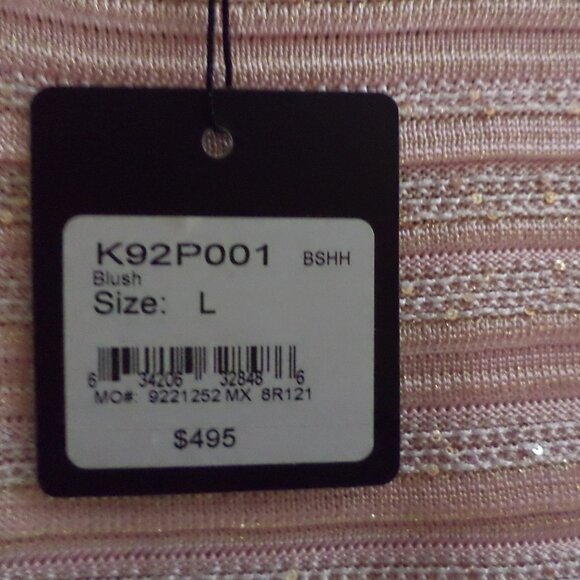 K92P001 BSHH
Blush
Size: L
6 34206 32848 6
MO#: 9221252 MX 8R121
$495